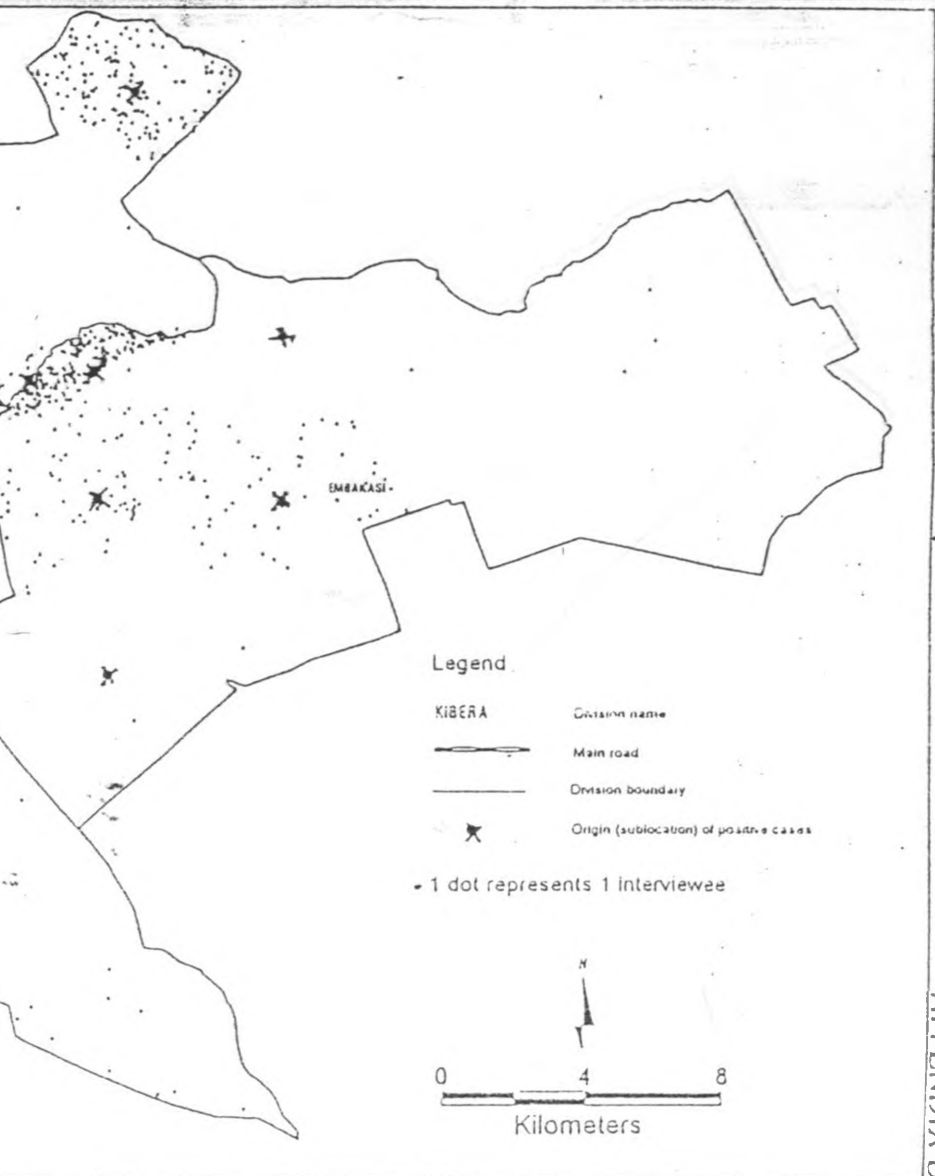 EMBAKASI
Legend
KIBERA Division name
Main road
Division boundary
Origin (sublocation) of positive cases
1 dot represents 1 interviewee
N
0 4 8
Kilometers